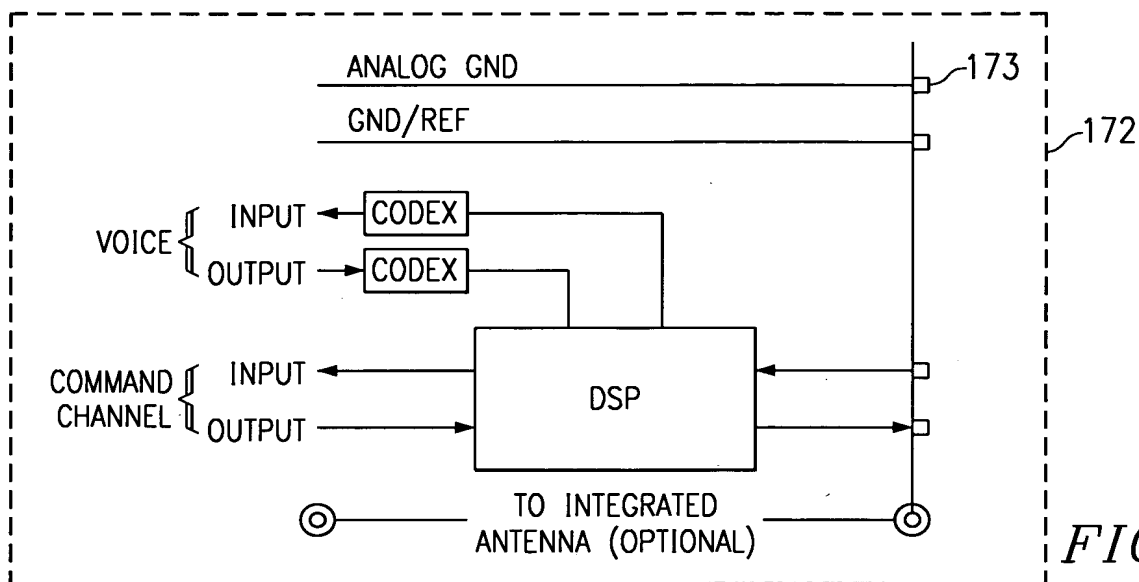 ANALOG GND
173
GND/REF
172
VOICE
INPUT
CODEX
OUTPUT
CODEX
COMMAND
CHANNEL
INPUT
OUTPUT
DSP
TO INTEGRATED
ANTENNA (OPTIONAL)
FIG